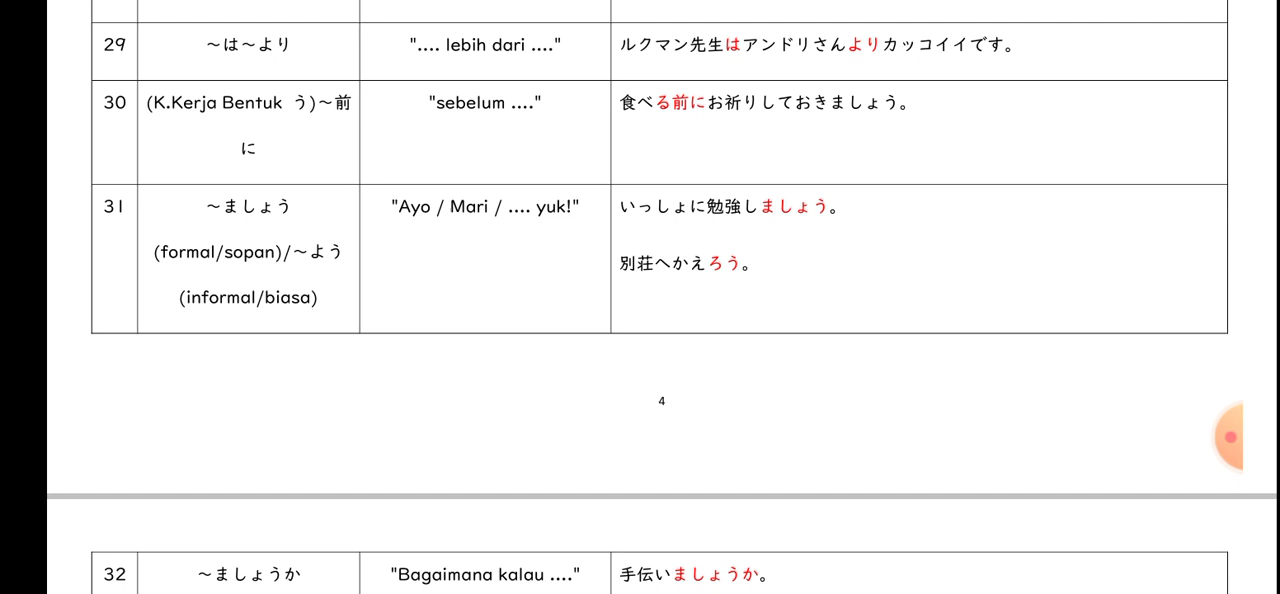 29 ～は～より ".... lebih dari ...." ルクマン先生はアンドリさんよりカッコイイです。
30 (K.Kerja Bentuk う)～前 "sebelum ...." 食べる前にお祈りしておきましょう。
に
31 ～ましょう "Ayo / Mari / .... yuk!" いっしょに勉強しましょう。
(formal/sopan)/～よう
別荘へかえろう。
(informal/biasa)
4
32 ～ましょうか "Bagaimana kalau ...." 手伝いましょうか。